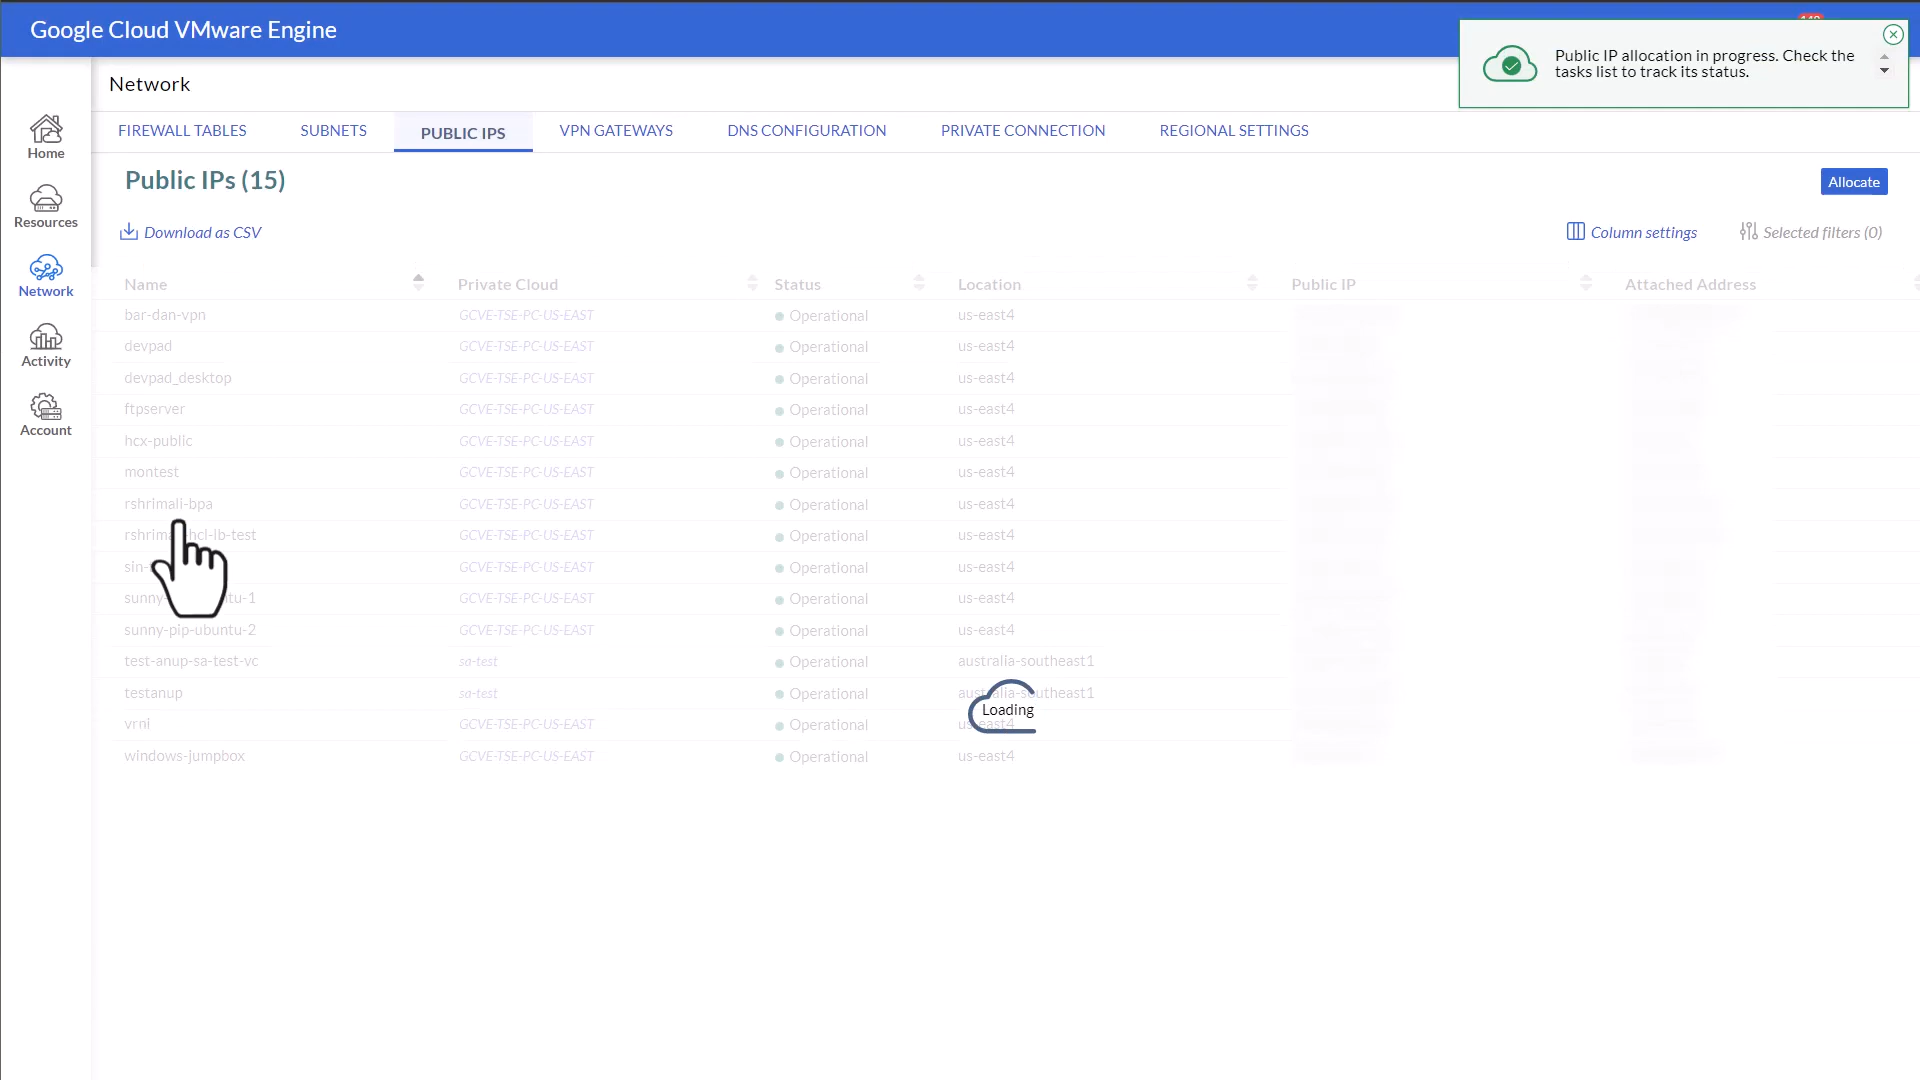 Google Cloud VMware Engine
Public IP allocation in progress. Check the
tasks list to track its status.
Network
FIREWALL TABLES SUBNETS PUBLIC IPS VPN GATEWAYS DNS CONFIGURATION PRIVATE CONNECTION REGIONAL SETTINGS
Home
Resources
Network
Activity
Account
Public IPs (15)
Allocate
Download as CSV
Column settings
Selected filters (0)
Name Private Cloud Status Location Public IP Attached Address
bar-dan-vpn GCVE-TSE-PC-US-EAST Operational us-east4
devpad GCVE-TSE-PC-US-EAST Operational us-east4
devpad_desktop GCVE-TSE-PC-US-EAST Operational us-east4
ftpserver GCVE-TSE-PC-US-EAST Operational us-east4
hcx-public GCVE-TSE-PC-US-EAST Operational us-east4
montest GCVE-TSE-PC-US-EAST Operational us-east4
rshrimali-bpa GCVE-TSE-PC-US-EAST Operational us-east4
GCVE-TSE-PC-US-EAST Operational us-east4
GCVE-TSE-PC-US-EAST Operational us-east4
GCVE-TSE-PC-US-EAST Operational us-east4
sunny-pip-ubuntu-2 GCVE-TSE-PC-US-EAST Operational us-east4
test-anup-sa-test-vc sa-test Operational australia-southeast1
testanup sa-test Operational australia-southeast1
vrni GCVE-TSE-PC-US-EAST Operational us-east4
windows-jumpbox GCVE-TSE-PC-US-EAST Operational us-east4
Loading